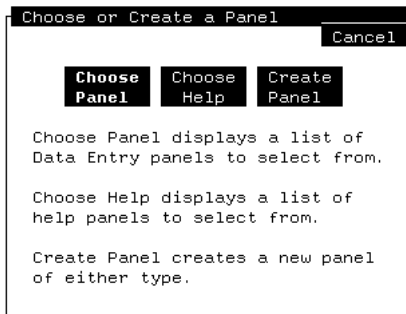 Choose or Create a Panel
Cancel
Choose Panel
Choose Help
Create Panel
Choose Panel displays a list of
Data Entry panels to select from.
Choose Help displays a list of
help panels to select from.
Create Panel creates a new panel
of either type.